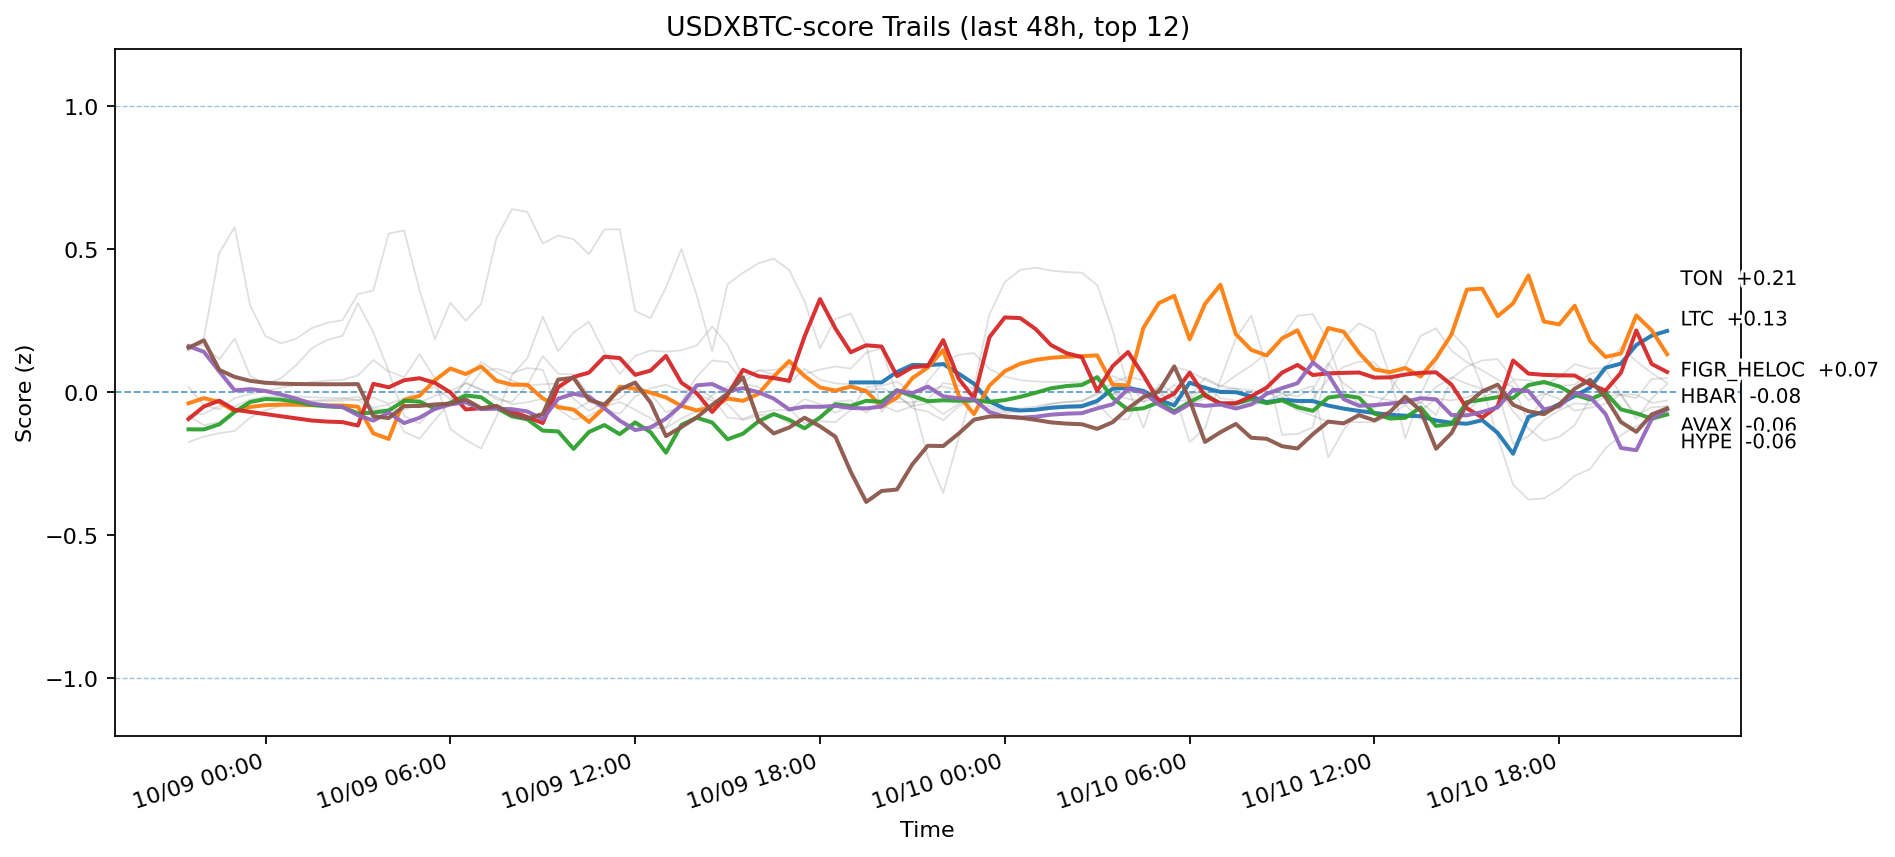 USDXBTC-score Trails (last 48h, top 12)
Score (z)
1.0
0.5
0.0
−0.5
−1.0
TON +0.21
LTC +0.13
FIGR_HELOC +0.07
HBAR -0.08
AVAX -0.06
HYPE -0.06
10/09 00:00
10/09 06:00
10/09 12:00
10/09 18:00
10/10 00:00
10/10 06:00
10/10 12:00
10/10 18:00
Time